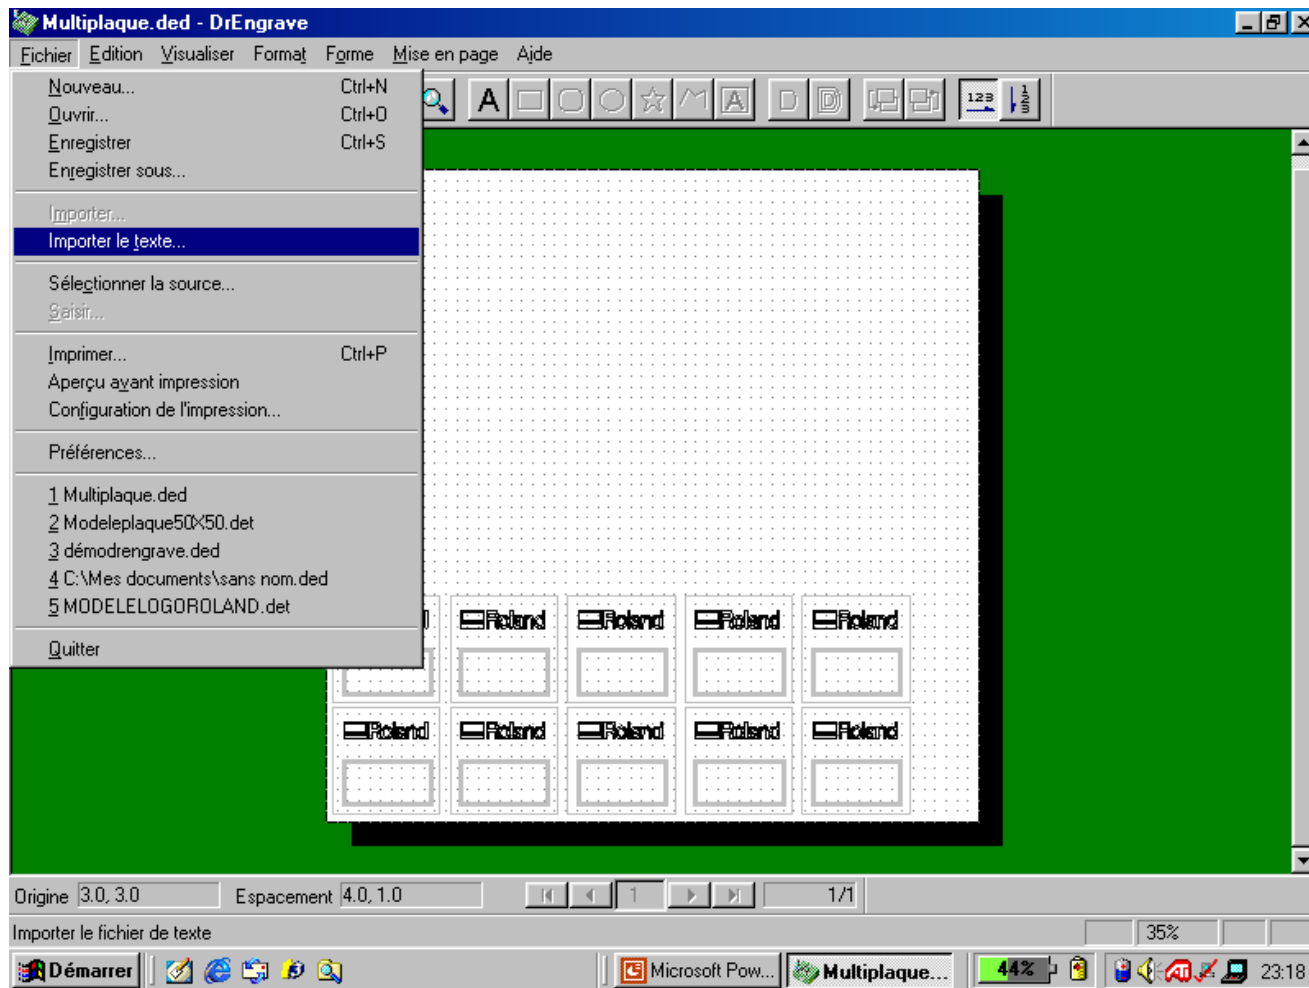 Multiplaque.ded - DrEngrave
Fichier Edition Visualiser Format Forme Mise en page Ajde
Nouveau... Ctrl+N
Ouvrir... Ctrl+O
Enregistrer Ctrl+S
Enregistrer sous...
Importer...
Importer le texte...
Sélectionner la source...
Saisir...
Imprimer... Ctrl+P
Aperçu avant impression
Configuration de l'impression...
Préférences...
1 Multiplaque.ded
2 Modeleplaque50X50.det
3 démodrengrave.ded
4 C:\Mes documents\sans nom.ded
5 MODELELOGOROLAND.det
Quitter
A A D D 123 123
Roland Roland Roland Roland
Roland Roland Roland Roland Roland
Origine 3.0, 3.0 Espacement 4.0, 1.0 1 1/1
Importer le fichier de texte 35%
Démarrer Microsoft Pow... Multiplaque... 44% 23:18